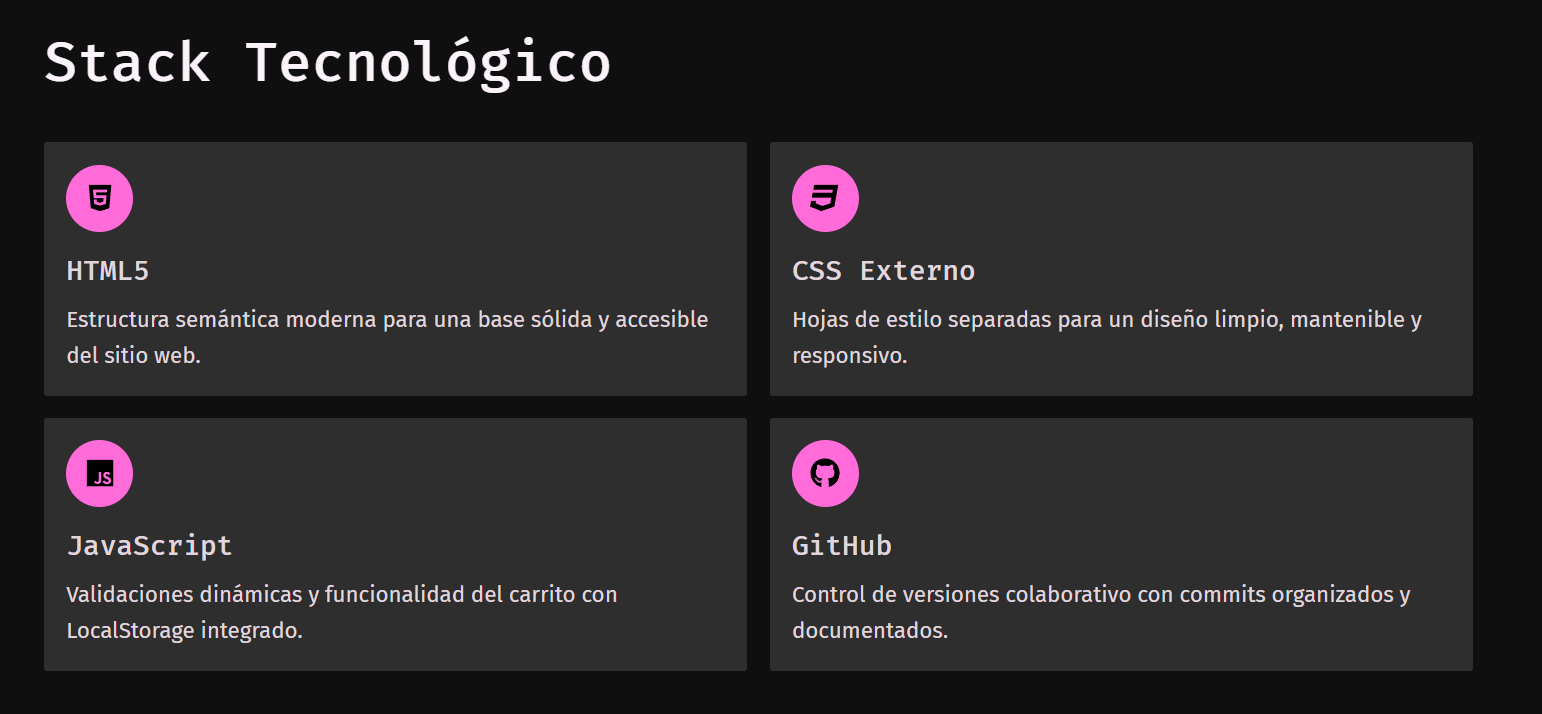 Stack Tecnológico
HTML5
Estructura semántica moderna para una base sólida y accesible
del sitio web.
CSS Externo
Hojas de estilo separadas para un diseño limpio, mantenible y
responsivo.
JS
JavaScript
Validaciones dinámicas y funcionalidad del carrito con
LocalStorage integrado.
GitHub
Control de versiones colaborativo con commits organizados y
documentados.